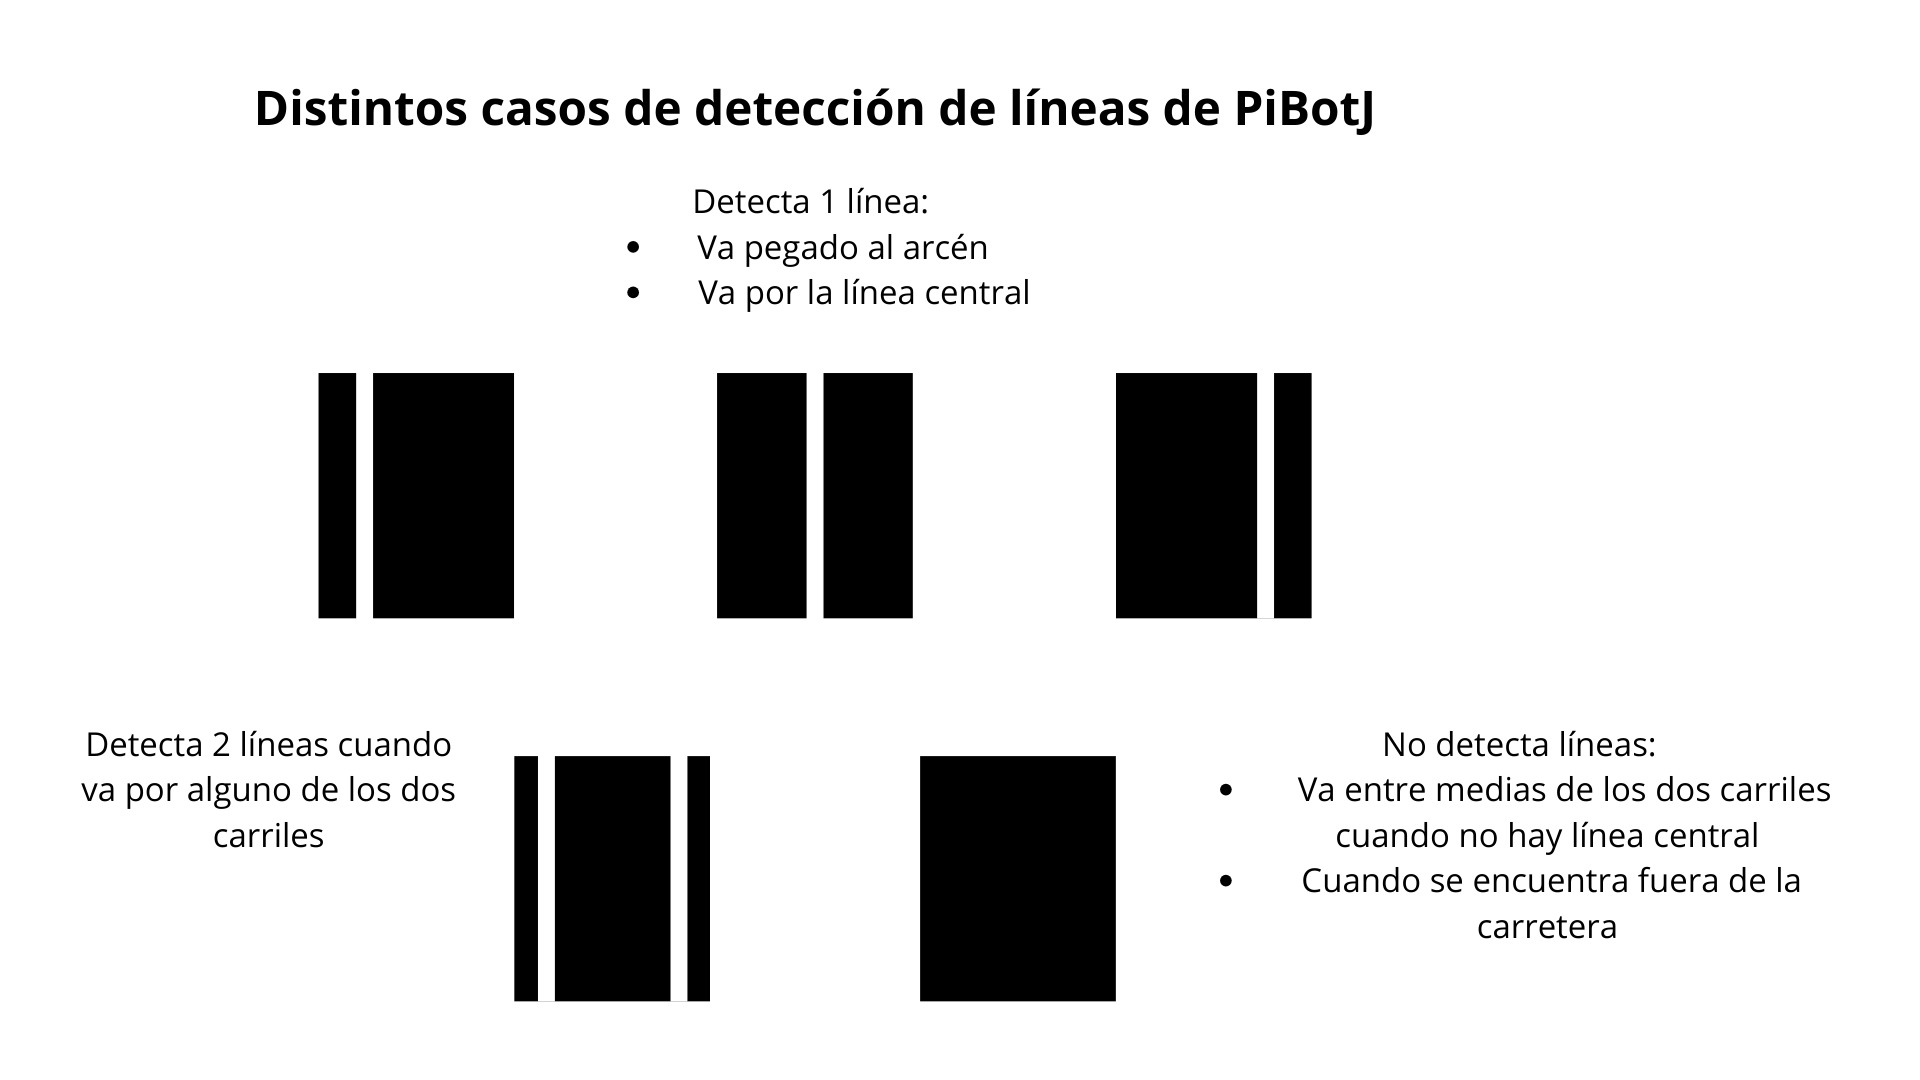 Distintos casos de detección de líneas de PiBotJ
Detecta 1 línea:
• Va pegado al arcén
• Va por la línea central
Detecta 2 líneas cuando
va por alguno de los dos
carriles
No detecta líneas:
• Va entre medias de los dos carriles
cuando no hay línea central
• Cuando se encuentra fuera de la
carretera